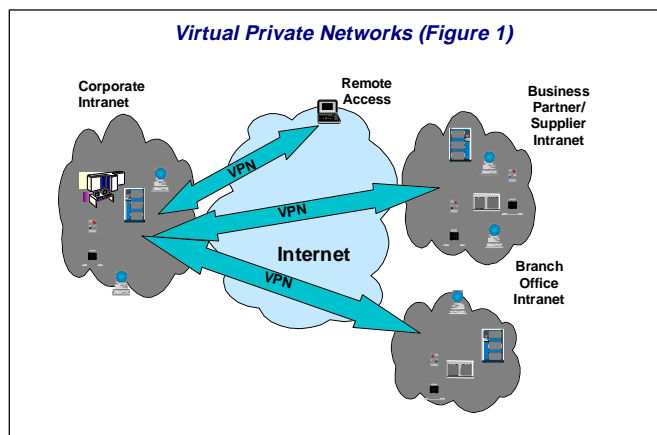 Virtual Private Networks (Figure 1)
Corporate
Intranet
Remote
Access
Business
Partner/
Supplier
Intranet
VPN
VPN
Internet
VPN
Branch
Office
Intranet